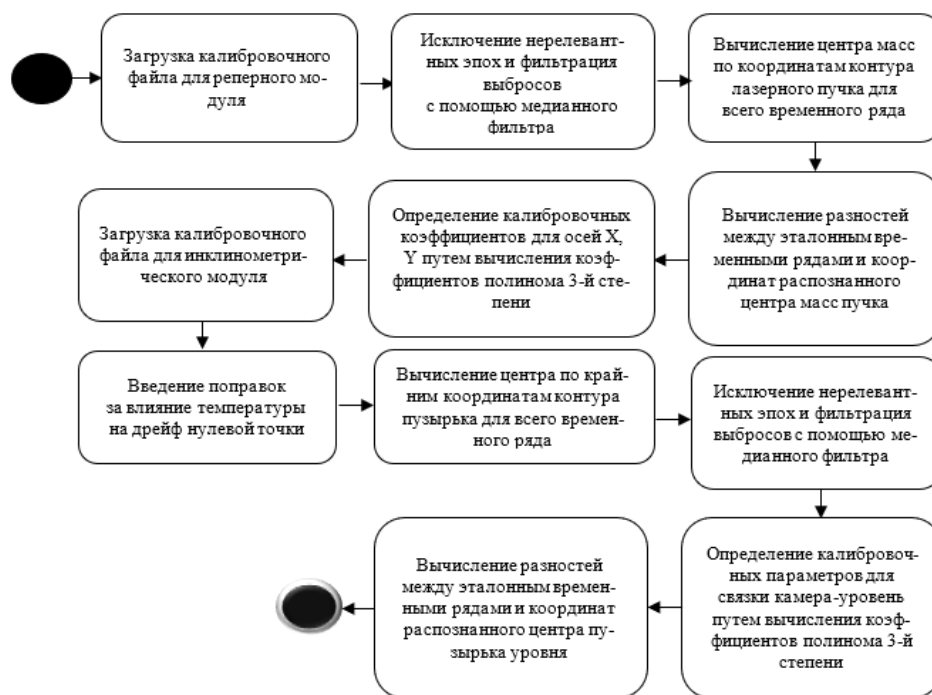 Загрузка калибровочного
файла для реперного мо-
дуля
Исключение нерелевант-
ных эпох и фильтрация
выбросов
с помощью медианного
фильтра
Вычисление центра масс
по координатам контура
лазерного пучка для
всего временного ряда
Вычисление разностей
между эталонным вре-
менными рядами и коор-
динат распознанного
центра масс пучка
Определение калибровочных
коэффициентов для осей X,
Y путем вычисления коэф-
фициентов полинома 3-й сте-
пени
Загрузка калибровочного
файла для инклинометри-
ческого модуля
Введение поправок
за влияние температуры
на дрейф нулевой точки
Вычисление центра по край-
ним координатам контура
пузырька для всего времен-
ного ряда
Исключение нерелевант-
ных эпох и фильтрация
выбросов с помощью ме-
дианного фильтра
Определение калибровоч-
ных параметров для
связки камера-уровень
путем вычисления коэф-
фициентов полинома 3-й
степени
Вычисление разностей
между эталонным времен-
ными рядами и координат
распознанного центра пу-
зырька уровня